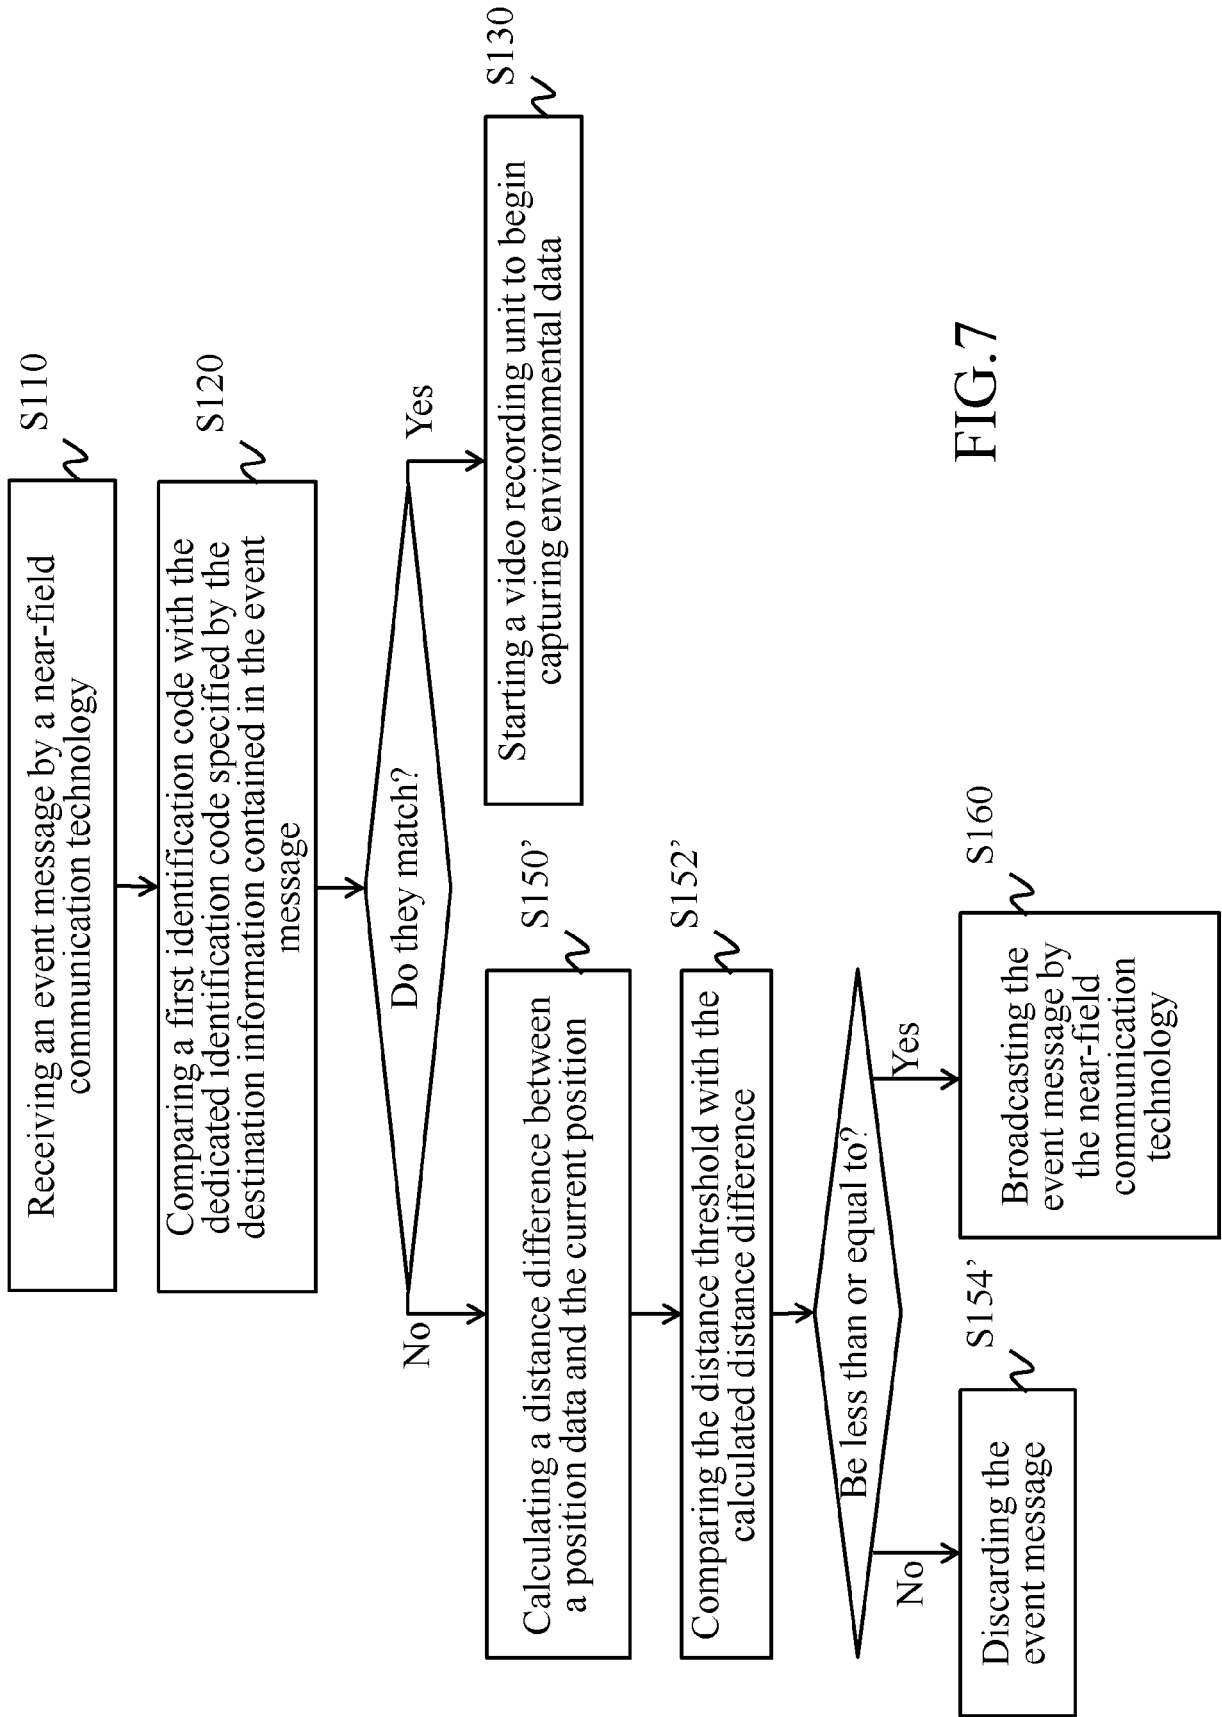 Receiving an event message by a near-field
communication technology
S110
Comparing a first identification code with the
dedicated identification code specified by the
destination information contained in the event
message
S120
Do they match?
Yes
No
Starting a video recording unit to begin
capturing environmental data
S130
Calculating a distance difference between
a position data and the current position
S150’
Comparing the distance threshold with the
calculated distance difference
S152’
Be less than or equal to?
No
Yes
Discarding the
event message
S154’
Broadcasting the
event message by
the near-field
communication
technology
S160
FIG.7